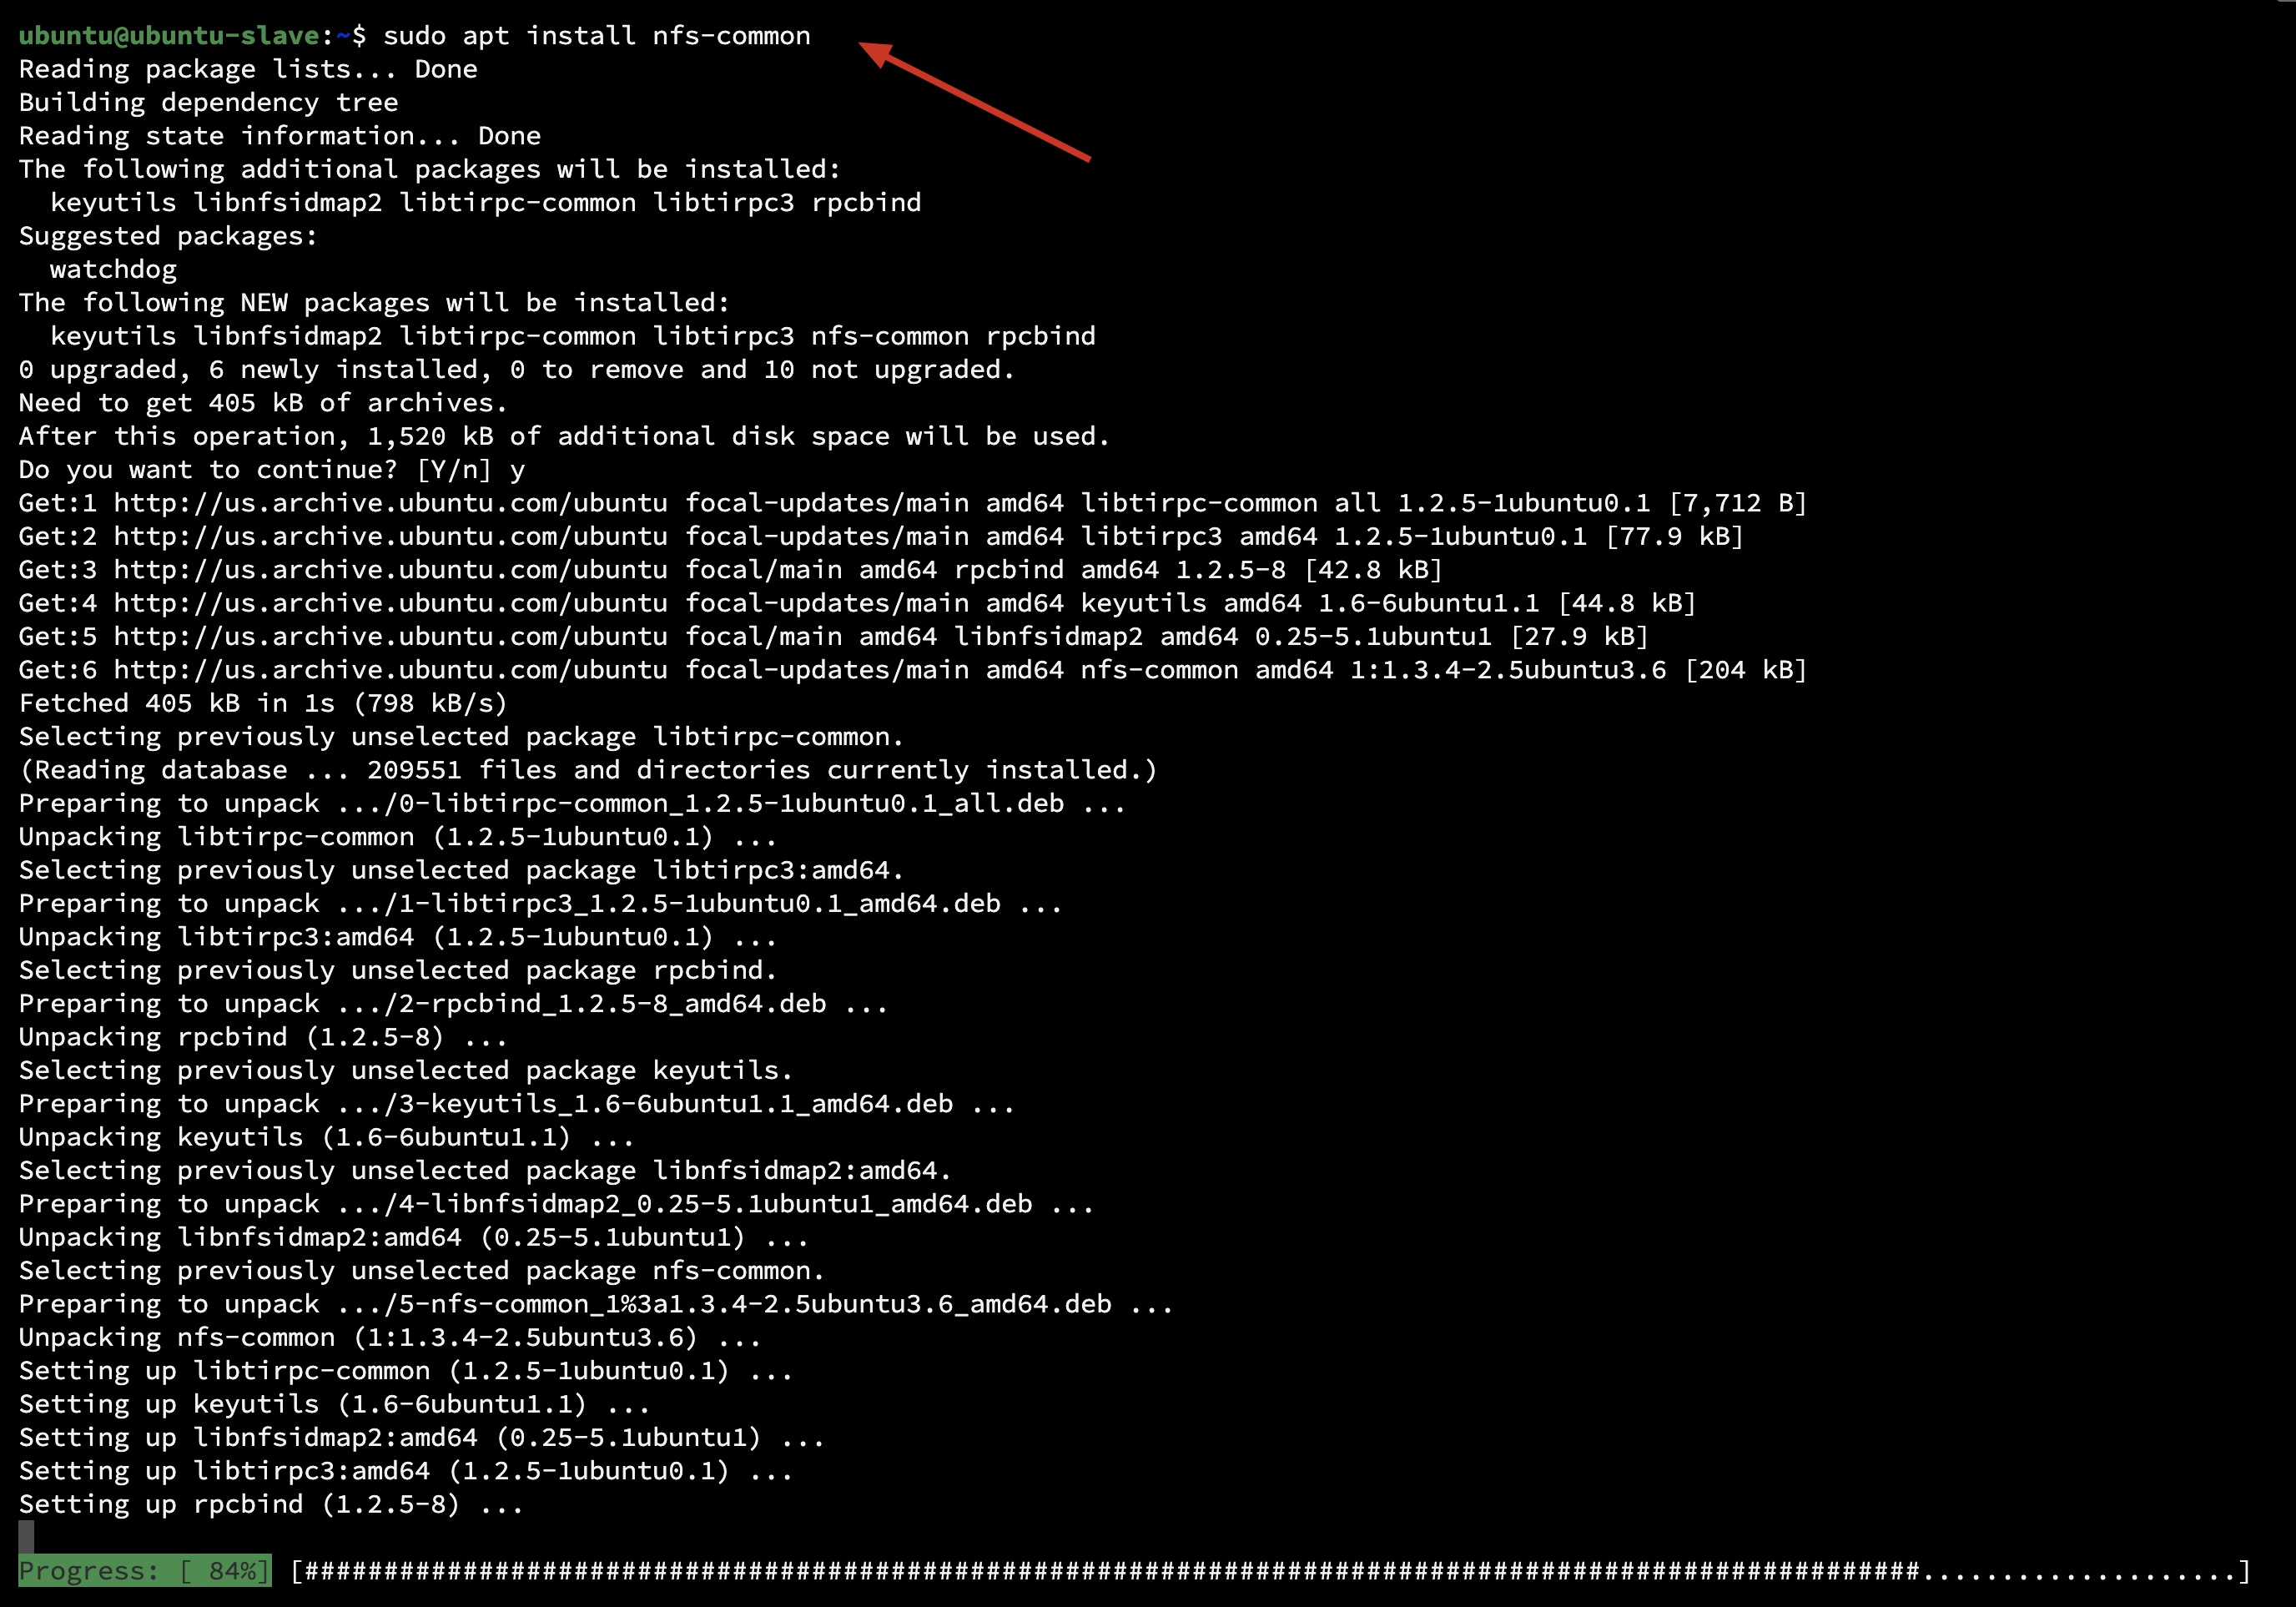 ubuntu@ubuntu-slave:~$ sudo apt install nfs-common
Reading package lists... Done
Building dependency tree
Reading state information... Done
The following additional packages will be installed:
  keyutils libnfsidmap2 libtirpc-common libtirpc3 rpcbind
Suggested packages:
  watchdog
The following NEW packages will be installed:
  keyutils libnfsidmap2 libtirpc-common libtirpc3 nfs-common rpcbind
0 upgraded, 6 newly installed, 0 to remove and 10 not upgraded.
Need to get 405 kB of archives.
After this operation, 1,520 kB of additional disk space will be used.
Do you want to continue? [Y/n] y
Get:1 http://us.archive.ubuntu.com/ubuntu focal-updates/main amd64 libtirpc-common all 1.2.5-1ubuntu0.1 [7,712 B]
Get:2 http://us.archive.ubuntu.com/ubuntu focal-updates/main amd64 libtirpc3 amd64 1.2.5-1ubuntu0.1 [77.9 kB]
Get:3 http://us.archive.ubuntu.com/ubuntu focal/main amd64 rpcbind amd64 1.2.5-8 [42.8 kB]
Get:4 http://us.archive.ubuntu.com/ubuntu focal-updates/main amd64 keyutils amd64 1.6-6ubuntu1.1 [44.8 kB]
Get:5 http://us.archive.ubuntu.com/ubuntu focal/main amd64 libnfsidmap2 amd64 0.25-5.1ubuntu1 [27.9 kB]
Get:6 http://us.archive.ubuntu.com/ubuntu focal-updates/main amd64 nfs-common amd64 1:1.3.4-2.5ubuntu3.6 [204 kB]
Fetched 405 kB in 1s (798 kB/s)
Selecting previously unselected package libtirpc-common.
(Reading database ... 209551 files and directories currently installed.)
Preparing to unpack .../0-libtirpc-common_1.2.5-1ubuntu0.1_all.deb ...
Unpacking libtirpc-common (1.2.5-1ubuntu0.1) ...
Selecting previously unselected package libtirpc3:amd64.
Preparing to unpack .../1-libtirpc3_1.2.5-1ubuntu0.1_amd64.deb ...
Unpacking libtirpc3:amd64 (1.2.5-1ubuntu0.1) ...
Selecting previously unselected package rpcbind.
Preparing to unpack .../2-rpcbind_1.2.5-8_amd64.deb ...
Unpacking rpcbind (1.2.5-8) ...
Selecting previously unselected package keyutils.
Preparing to unpack .../3-keyutils_1.6-6ubuntu1.1_amd64.deb ...
Unpacking keyutils (1.6-6ubuntu1.1) ...
Selecting previously unselected package libnfsidmap2:amd64.
Preparing to unpack .../4-libnfsidmap2_0.25-5.1ubuntu1_amd64.deb ...
Unpacking libnfsidmap2:amd64 (0.25-5.1ubuntu1) ...
Selecting previously unselected package nfs-common.
Preparing to unpack .../5-nfs-common_1%3a1.3.4-2.5ubuntu3.6_amd64.deb ...
Unpacking nfs-common (1:1.3.4-2.5ubuntu3.6) ...
Setting up libtirpc-common (1.2.5-1ubuntu0.1) ...
Setting up keyutils (1.6-6ubuntu1.1) ...
Setting up libnfsidmap2:amd64 (0.25-5.1ubuntu1) ...
Setting up libtirpc3:amd64 (1.2.5-1ubuntu0.1) ...
Setting up rpcbind (1.2.5-8) ...
Progress: [ 84%] [######################################################################################################....................]